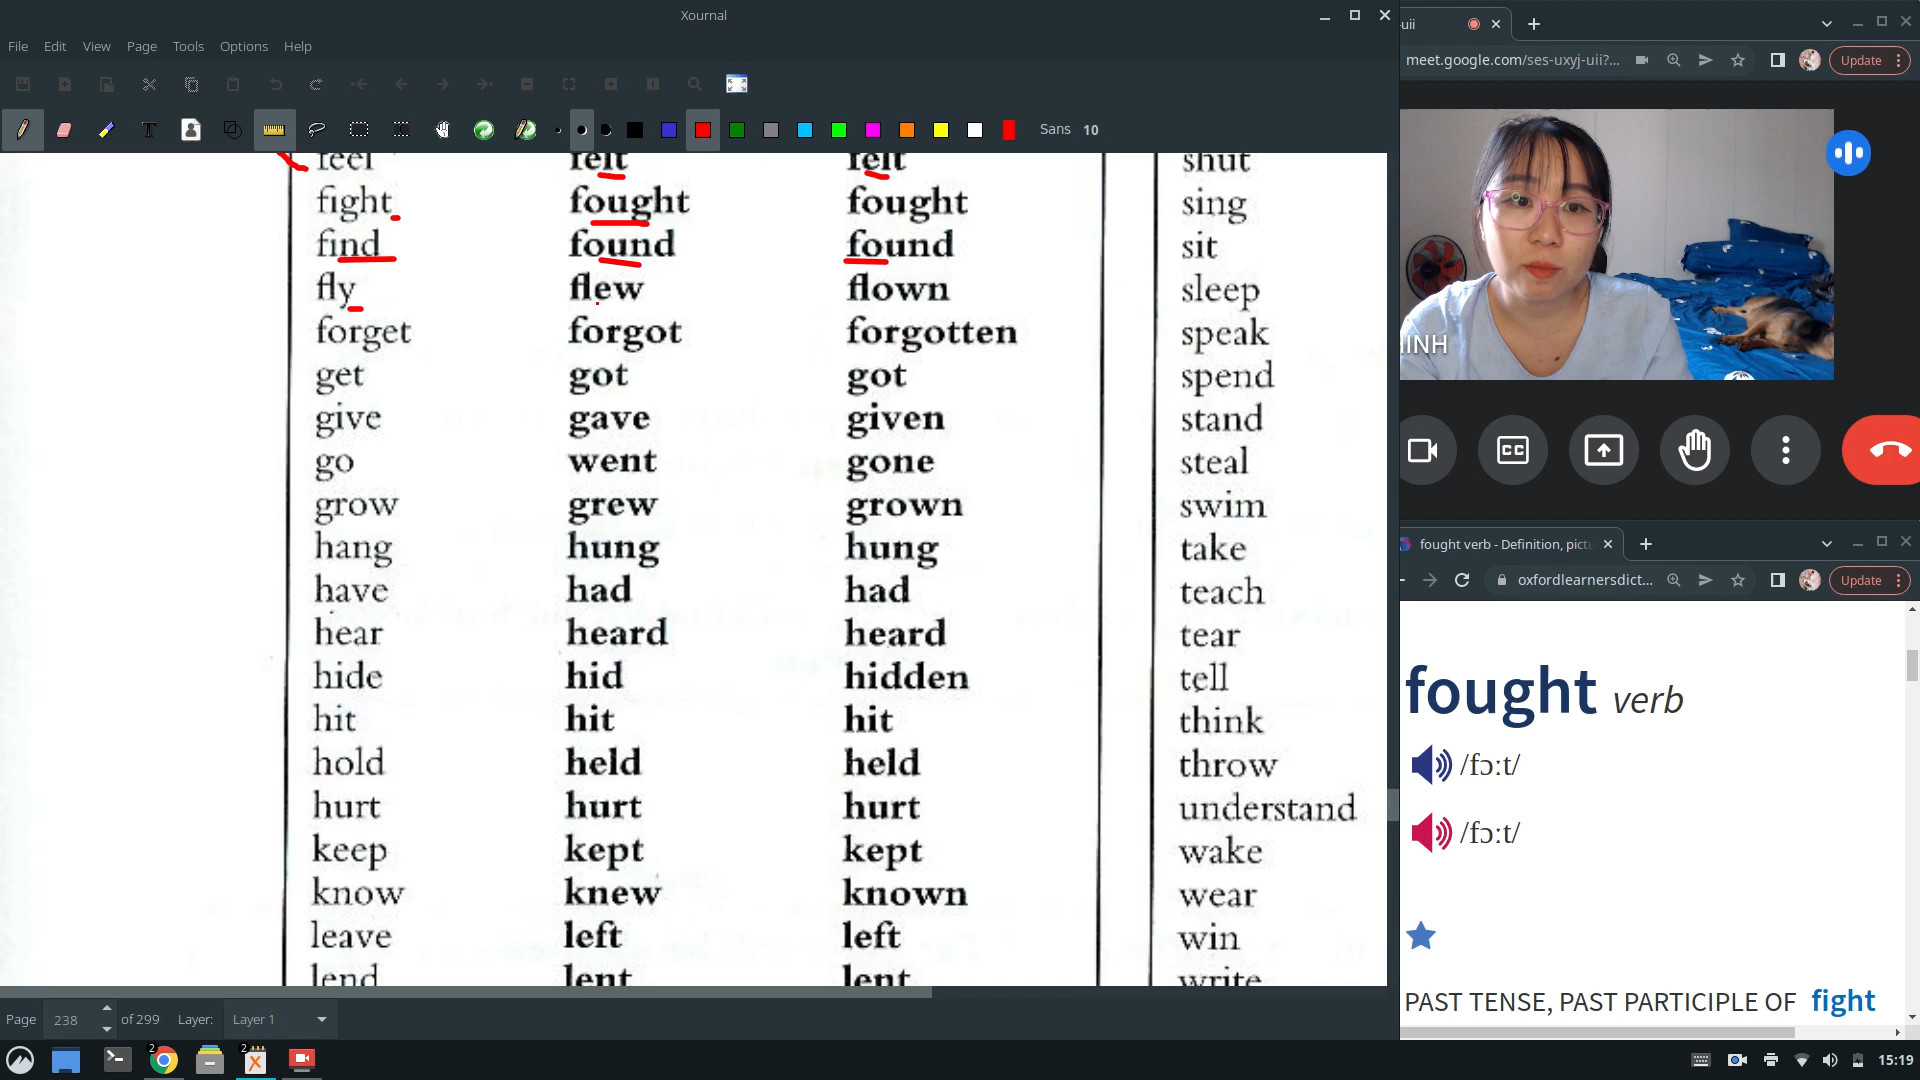 Xournal
File Edit View Page Tools Options Help
Sans 10
feel felt felt shut
fight fought fought sing
find found found sit
fly flew flown sleep
forget forgot forgotten speak
get got got spend
give gave given stand
go went gone steal
grow grew grown swim
hang hung hung take
have had had teach
hear heard heard tear
hide hid hidden tell
hit hit hit think
hold held held throw
hurt hurt hurt understand
keep kept kept wake
know knew known wear
leave left left win
lend lent lent write
Page 238 of 299 Layer: Layer 1
2 2
-uii
meet.google.com/ses-uxyj-uii?... Update
INH
CC
fought verb - Definition, pictu
oxfordlearnersdict... Update
fought verb
/fɔːt/
/fɔːt/
PAST TENSE, PAST PARTICIPLE OF fight
15:19